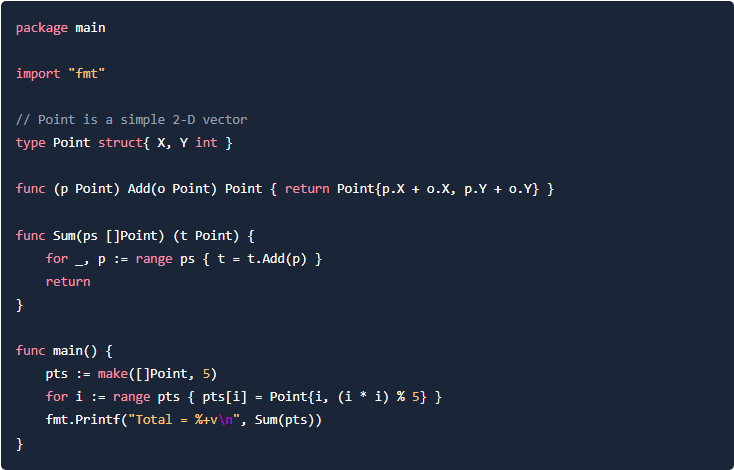 package main

import "fmt"

// Point is a simple 2-D vector
type Point struct{ X, Y int }

func (p Point) Add(o Point) Point { return Point{p.X + o.X, p.Y + o.Y} }

func Sum(ps []Point) (t Point) {
    for _, p := range ps { t = t.Add(p) }
    return
}

func main() {
    pts := make([]Point, 5)
    for i := range pts { pts[i] = Point{i, (i * i) % 5} }
    fmt.Printf("Total = %+v\n", Sum(pts))
}